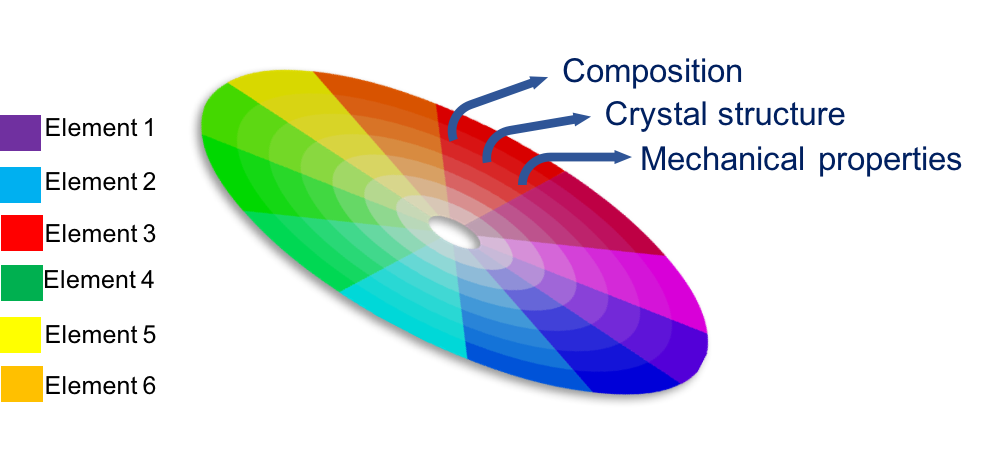 Composition
Crystal structure
Mechanical properties
Element 1
Element 2
Element 3
Element 4
Element 5
Element 6